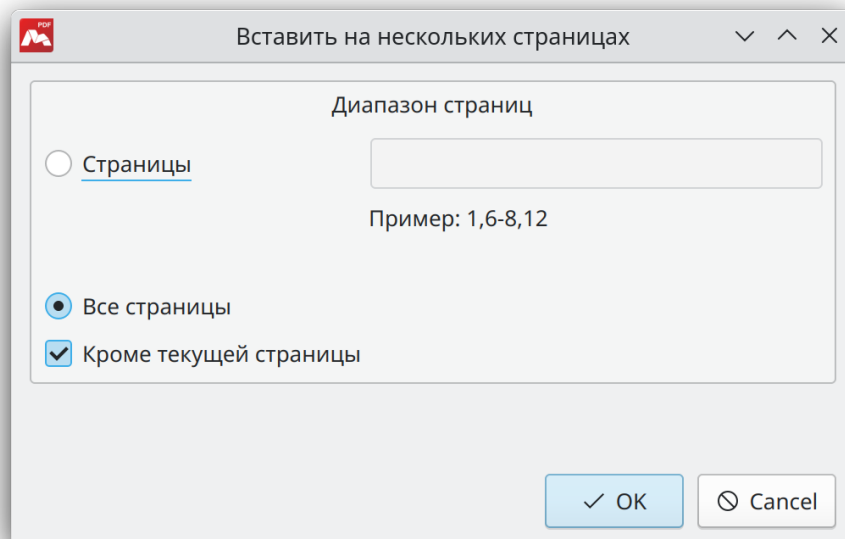 PDF
Вставить на нескольких страницах
Диапазон страниц
Страницы
Пример: 1,6-8,12
Все страницы
Кроме текущей страницы
OK
Cancel